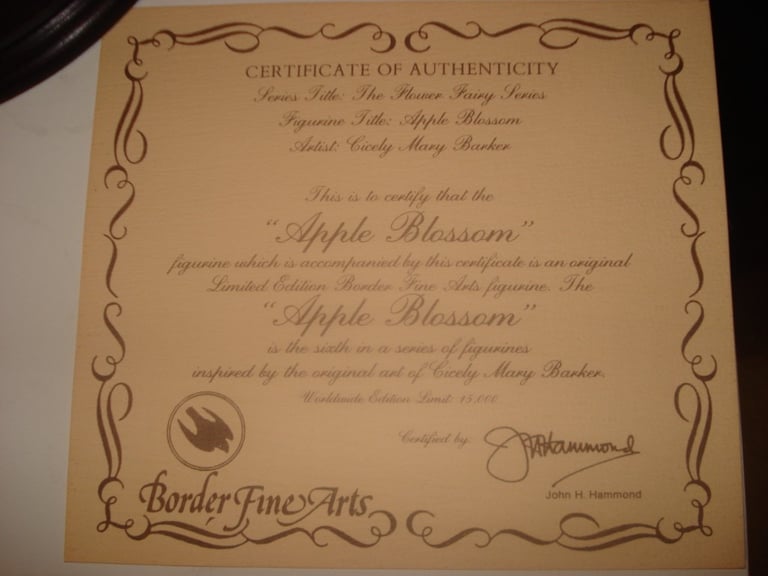 CERTIFICATE OF AUTHENTICITY
Series Title: The Flower Fairy Series
Figurine Title: Apple Blossom
Artist: Cicely Mary Barker
This is to certify that the
"Apple Blossom"
figurine which is accompanied by this certificate is an original
Limited Edition Border Fine Arts figurine. The
"Apple Blossom"
is the sixth in a series of figurines
inspired by the original art of Cicely Mary Barker.
Worldwide Edition Limit: 15,000
Certified by
J H Hammond
John H. Hammond
Border Fine Arts